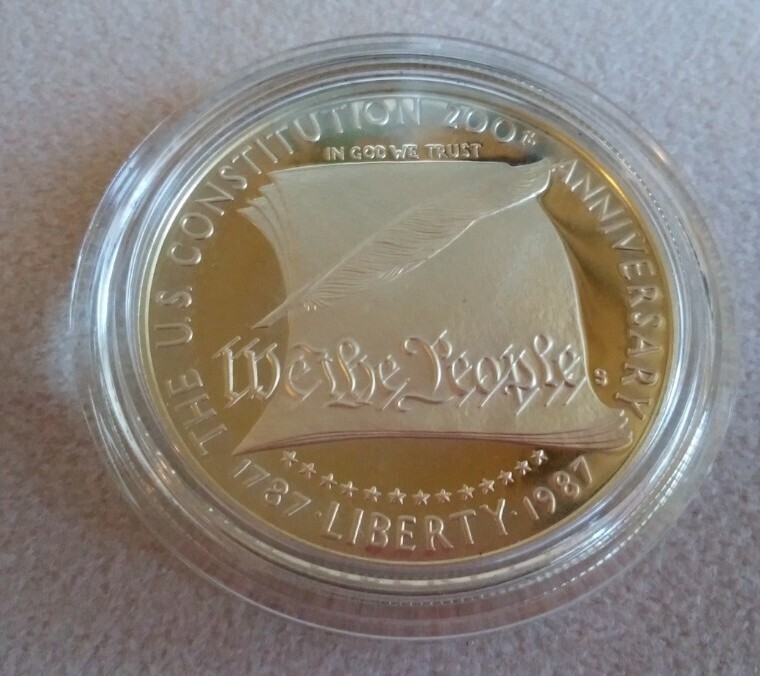 THE U.S. CONSTITUTION 200th ANNIVERSARY
IN GOD WE TRUST
We the People
S
1787 · LIBERTY · 1987